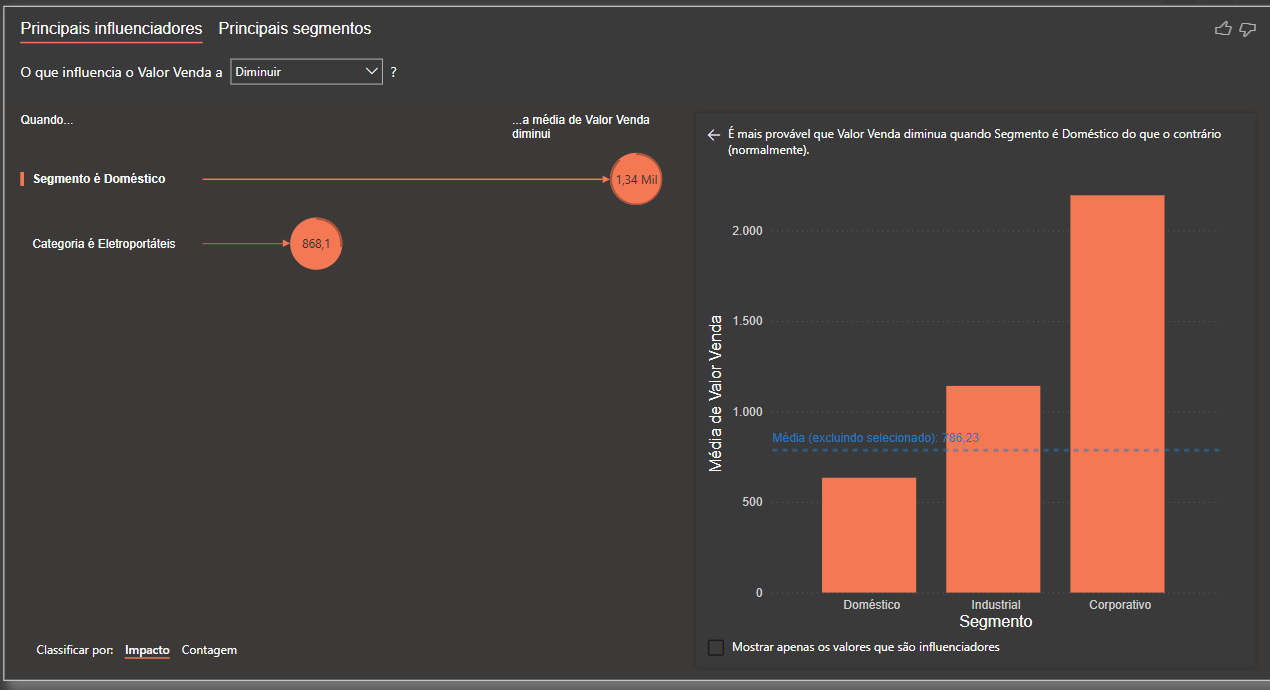 Principais influenciadores Principais segmentos
O que influencia o Valor Venda a Diminuir ?
Quando...
...a média de Valor Venda
diminui
Segmento é Doméstico
1,34 Mil
Categoria é Eletroportáteis
868,1
Classificar por: Impacto Contagem
É mais provável que Valor Venda diminua quando Segmento é Doméstico do que o contrário
(normalmente).
Média de Valor Venda
2.000
1.500
1.000
Média (excluindo selecionado): 786,23
500
0
Doméstico Industrial Corporativo
Segmento
Mostrar apenas os valores que são influenciadores